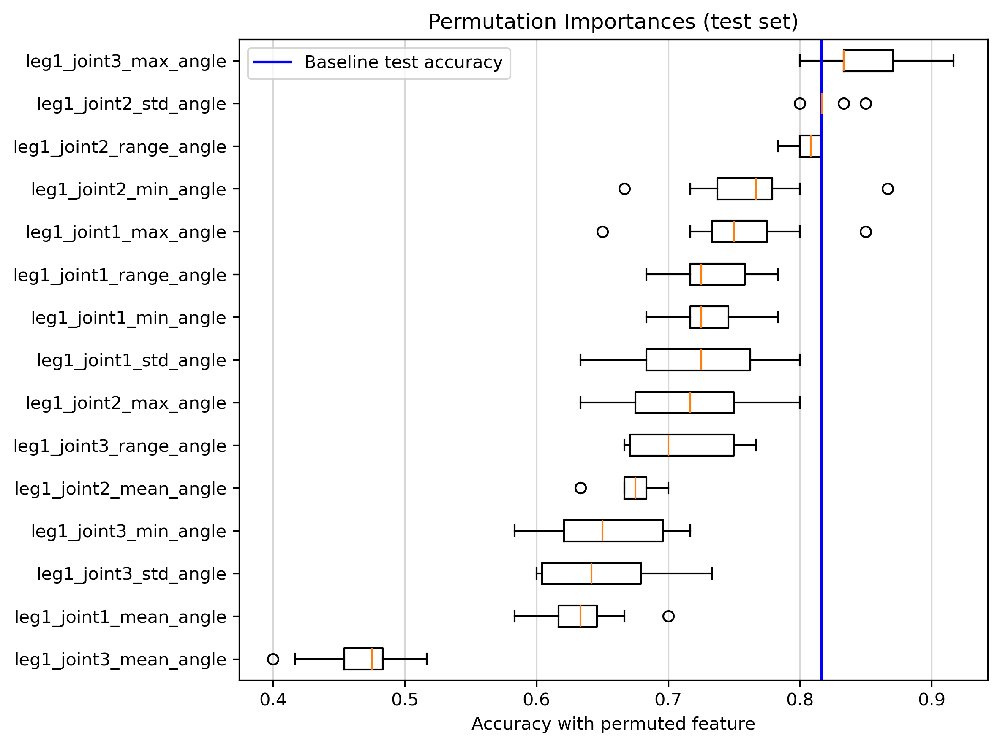 Permutation Importances (test set)
Baseline test accuracy
leg1_joint3_max_angle
leg1_joint2_std_angle
leg1_joint2_range_angle
leg1_joint2_min_angle
leg1_joint1_max_angle
leg1_joint1_range_angle
leg1_joint1_min_angle
leg1_joint1_std_angle
leg1_joint2_max_angle
leg1_joint3_range_angle
leg1_joint2_mean_angle
leg1_joint3_min_angle
leg1_joint3_std_angle
leg1_joint1_mean_angle
leg1_joint3_mean_angle
0.4 0.5 0.6 0.7 0.8 0.9
Accuracy with permuted feature